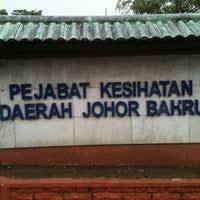 PEJABAT KESIHATAN
DAERAH JOHOR BAHRU